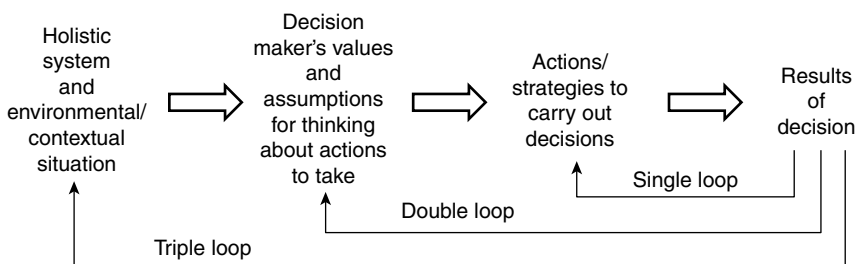 Holistic
system
and
environmental/
contextual
situation
Decision
maker's values
and
assumptions
for thinking
about actions
to take
Actions/
strategies to
carry out
decisions
Results
of
decision
Single loop
Double loop
Triple loop